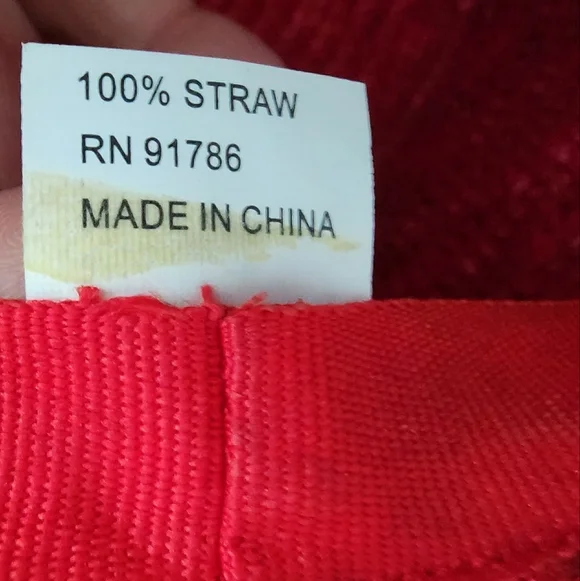 100% STRAW
RN 91786
MADE IN CHINA